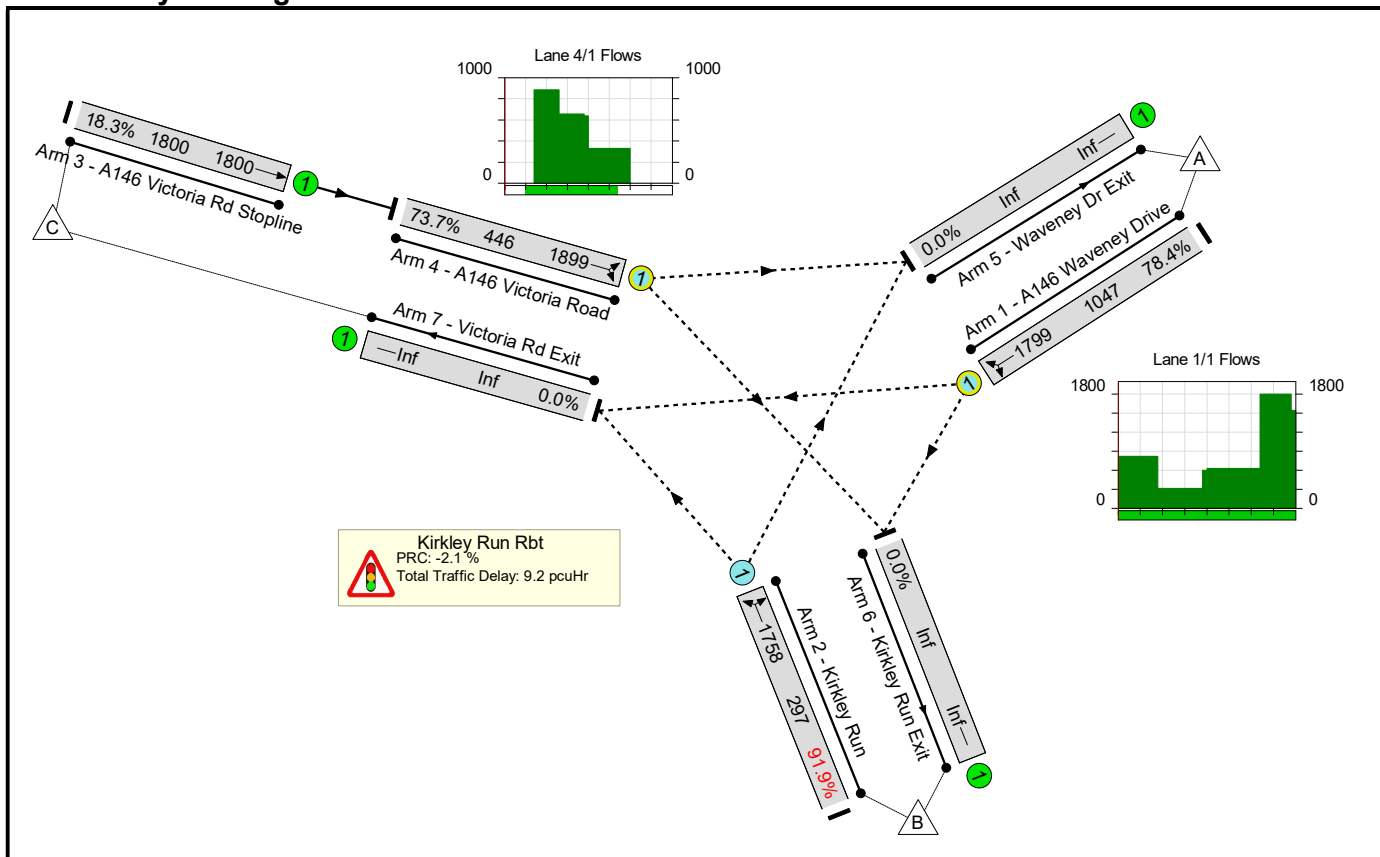 Lane 4/1 Flows
1000
1000
0
0
18.3% 1800 1800
Arm 3 - A146 Victoria Rd Stopline
1
C
73.7% 446 1899
Arm 4 - A146 Victoria Road
1
Arm 7 - Victoria Rd Exit
1
Inf Inf 0.0%
0.0% Inf Inf
Arm 5 - Waveney Dr Exit
1
A
Arm 1 - A146 Waveney Drive
1799 1047 78.4%
1
Lane 1/1 Flows
1800
1800
0
0
Kirkley Run Rbt
PRC: -2.1 %
Total Traffic Delay: 9.2 pcuHr
1
1758 297 91.9%
Arm 2 - Kirkley Run
Arm 6 - Kirkley Run Exit
0.0% Inf Inf
1
B